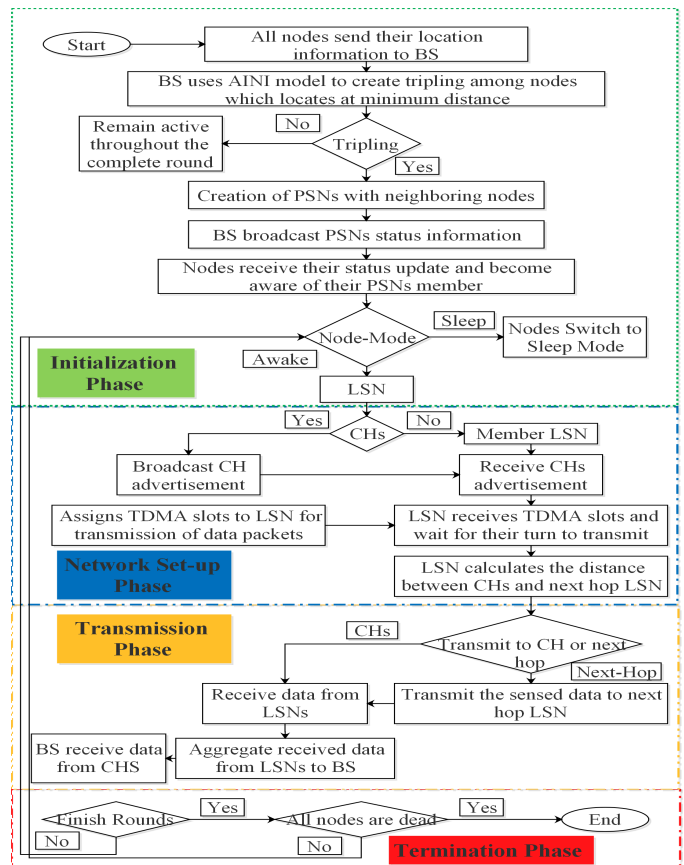 Start
All nodes send their location
information to BS
BS uses AINI model to create tripling among nodes
which locates at minimum distance
No
Remain active
throughout the
complete round
Tripling
Yes
Creation of PSNs with neighboring nodes
BS broadcast PSNs status information
Nodes receive their status update and become
aware of their PSNs member
Node-Mode
Sleep
Nodes Switch to
Sleep Mode
Awake
Initialization
Phase
LSN
Yes
CHs
No
Member LSN
Broadcast CH
advertisement
Receive CHs
advertisement
Assigns TDMA slots to LSN for
transmission of data packets
LSN receives TDMA slots and
wait for their turn to transmit
Network Set-up
Phase
LSN calculates the distance
between CHs and next hop LSN
Transmission
Phase
CHs
Transmit to CH or next
hop
Next-Hop
Receive data from
LSNs
Transmit the sensed data to next
hop LSN
BS receive data
from CHS
Aggregate received data
from LSNs to BS
Finish Rounds
Yes
All nodes are dead
Yes
End
No
No
Termination Phase